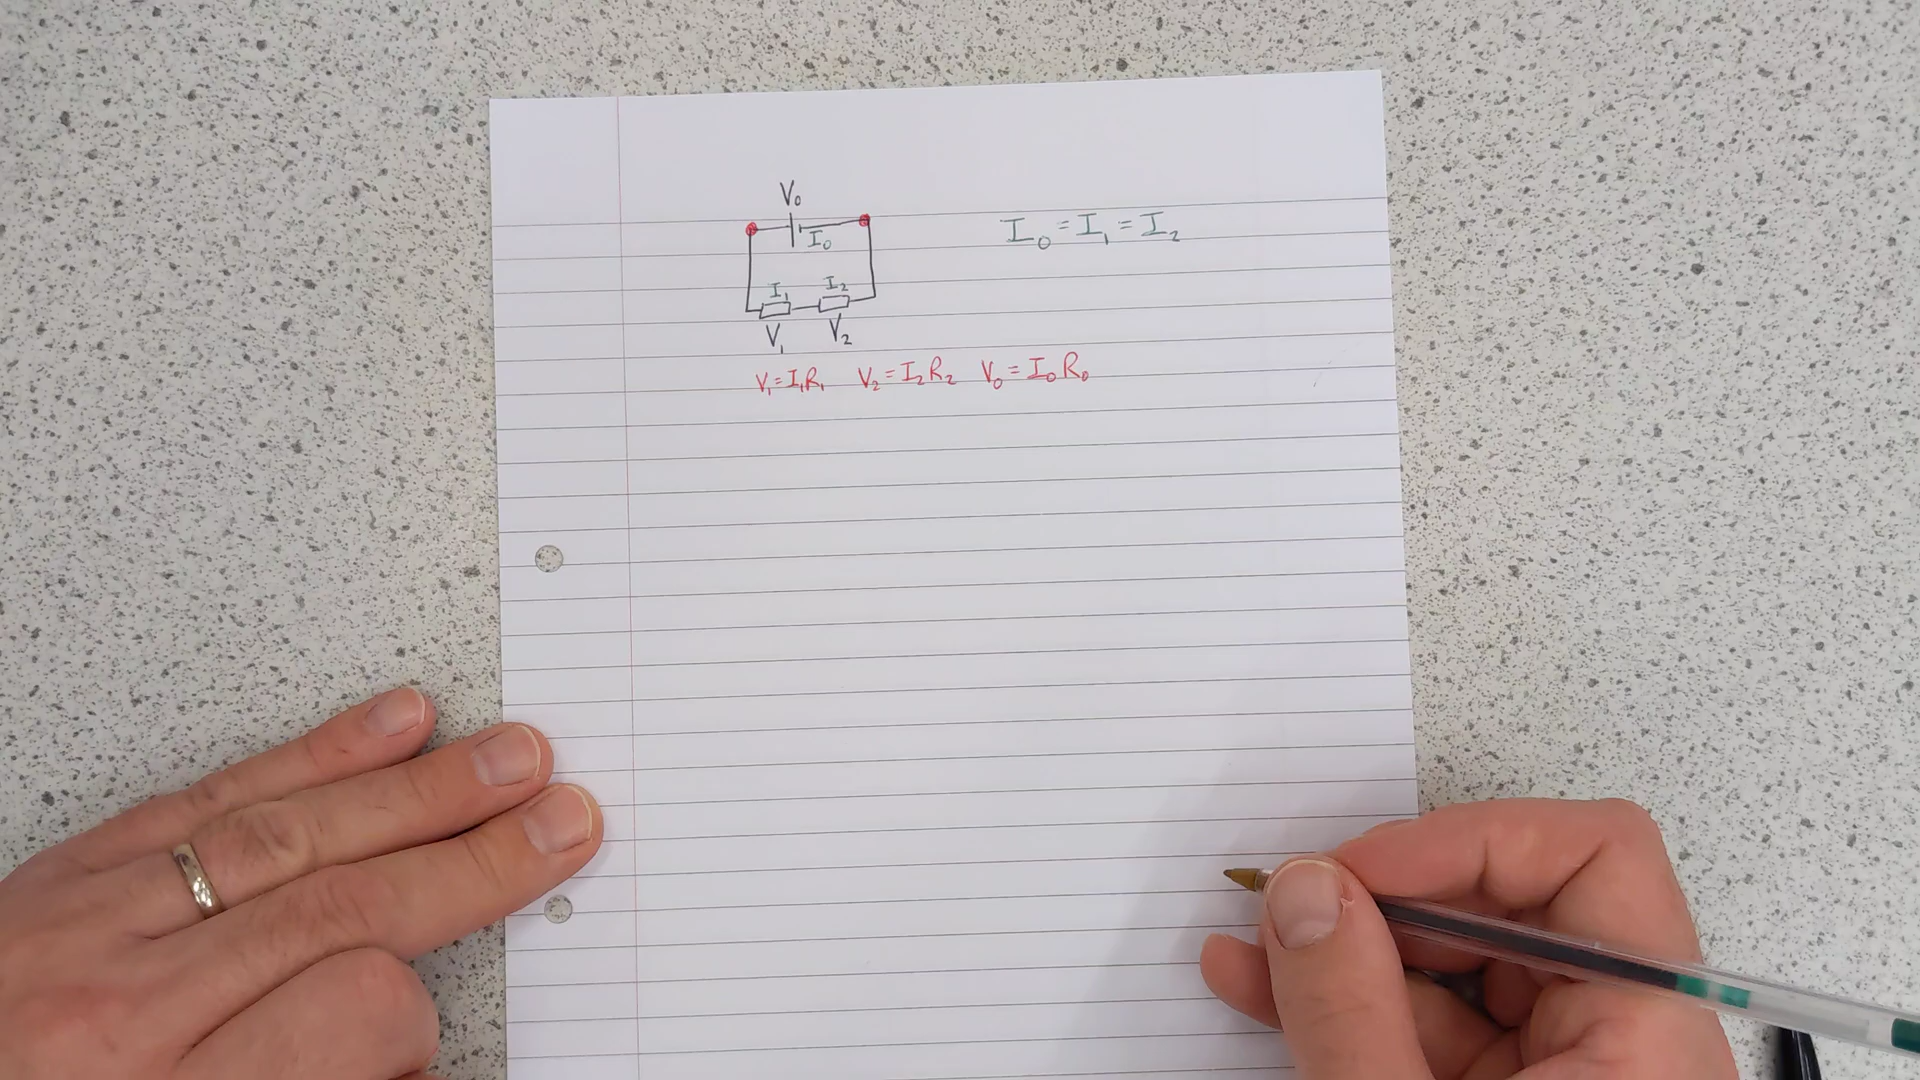 V₀
I₀
I₀ = I₁ = I₂
I₁ I₂
V₁ V₂
V₁ = I₁R₁ V₂ = I₂R₂ V₀ = I₀R₀